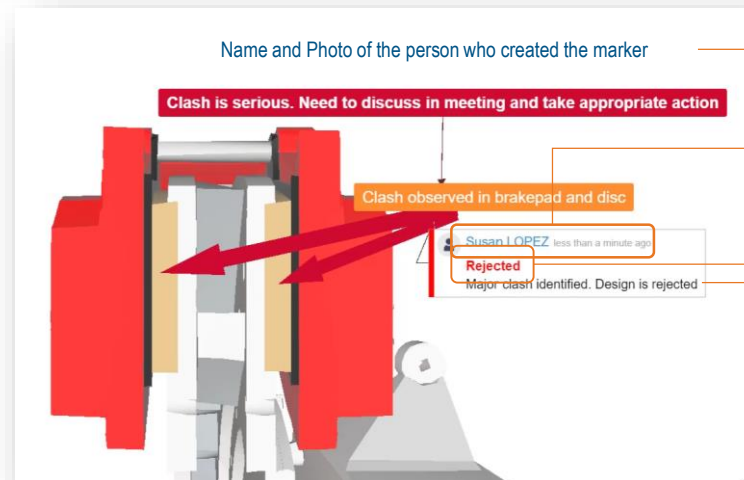 Name and Photo of the person who created the marker
Clash is serious. Need to discuss in meeting and take appropriate action
Clash observed in brakepad and disc
Susan LOPEZ less than a minute ago
Rejected
Major clash identified. Design is rejected